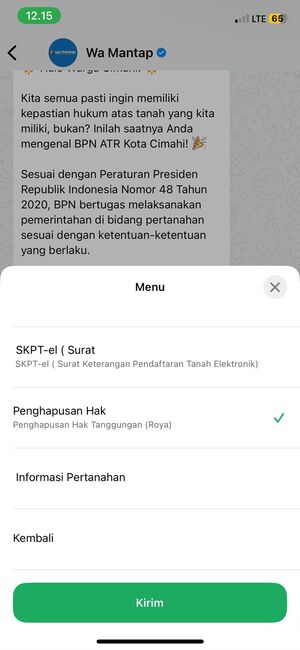 12.15
LTE 65
Wa Mantap
Kita semua pasti ingin memiliki
kepastian hukum atas tanah yang kita
miliki, bukan? Inilah saatnya Anda
mengenal BPN ATR Kota Cimahi! 🎉
Sesuai dengan Peraturan Presiden
Republik Indonesia Nomor 48 Tahun
2020, BPN bertugas melaksanakan
pemerintahan di bidang pertanahan
sesuai dengan ketentuan-ketentuan
yang berlaku.
Menu
SKPT-el ( Surat
SKPT-el ( Surat Keterangan Pendaftaran Tanah Elektronik)
Penghapusan Hak
Penghapusan Hak Tanggungan (Roya)
Informasi Pertanahan
Kembali
Kirim